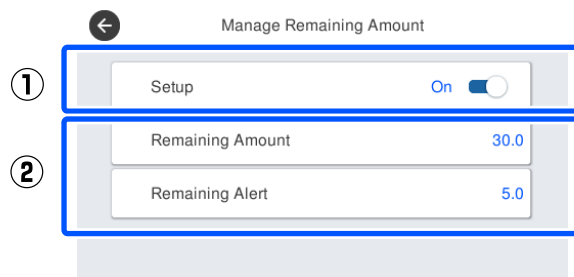 Manage Remaining Amount
① Setup On
② Remaining Amount 30.0
Remaining Alert 5.0